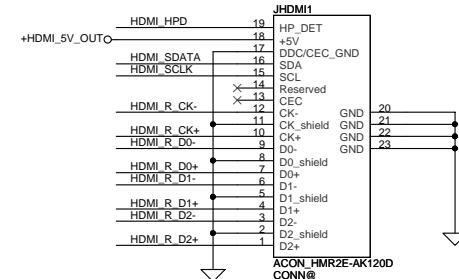 JHDMI1
HDMI_HPD 19 HP_DET
+HDMI_5V_OUT 18 +5V
17 DDC/CEC_GND
HDMI_SDATA 16 SDA
HDMI_SCLK 15 SCL
14 Reserved
13 CEC
HDMI_R_CK- 12 CK- GND 20
11 CK_shield GND 21
HDMI_R_CK+ 10 CK+ GND 22
HDMI_R_D0- 9 D0- GND 23
8 D0_shield
HDMI_R_D0+ 7 D0+
HDMI_R_D1- 6 D1-
5 D1_shield
HDMI_R_D1+ 4 D1+
HDMI_R_D2- 3 D2-
2 D2_shield
HDMI_R_D2+ 1 D2+
ACON_HMR2E-AK120D
CONN@